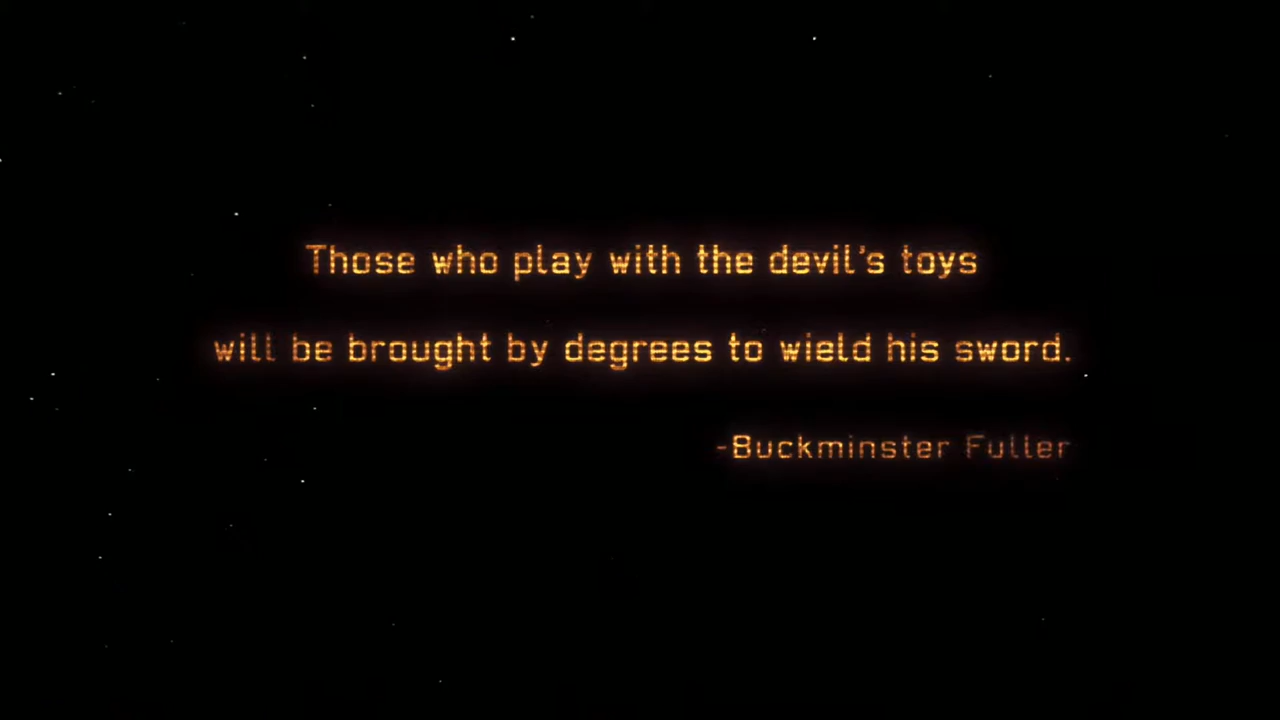 Those who play with the devil's toys
will be brought by degrees to wield his sword.
-Buckminster Fuller